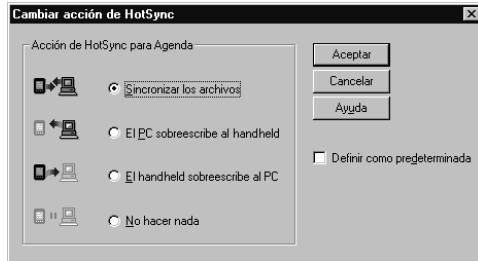 Cambiar acción de HotSync
Acción de HotSync para Agenda
Sincronizar los archivos
El PC sobreescribe al handheld
El handheld sobreescribe al PC
No hacer nada
Aceptar
Cancelar
Ayuda
Definir como predeterminada